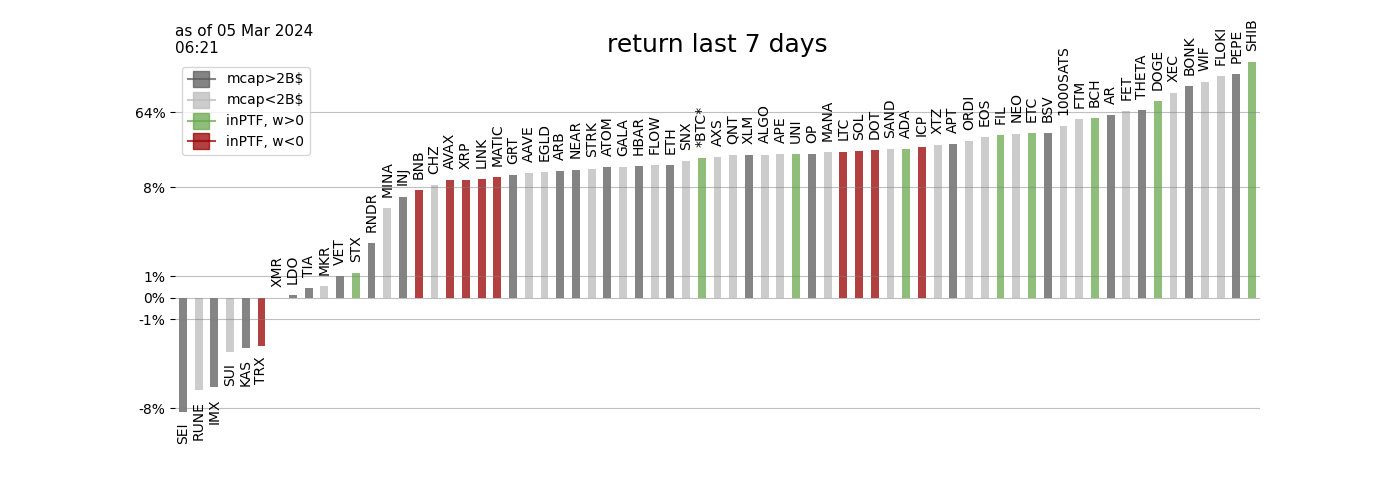 as of 05 Mar 2024
06:21
return last 7 days
mcap>2B$
mcap<2B$
inPTF, w>0
inPTF, w<0
64%
8%
1%
0%
-1%
-8%
SEI
RUNE
IMX
SUI
KAS
TRX
XMR
LDO
TIA
MKR
VET
STX
RNDR
MINA
INJ
BNB
CHZ
AVAX
XRP
LINK
MATIC
GRT
AAVE
EGLD
ARB
NEAR
STRK
ATOM
GALA
HBAR
FLOW
ETH
SNX
*BTC*
AXS
QNT
XLM
ALGO
APE
UNI
OP
MANA
LTC
SOL
DOT
SAND
ADA
ICP
XTZ
APT
ORDI
EOS
FIL
NEO
ETC
BSV
1000SATS
FTM
BCH
AR
FET
THETA
DOGE
XEC
BONK
WIF
FLOKI
PEPE
SHIB